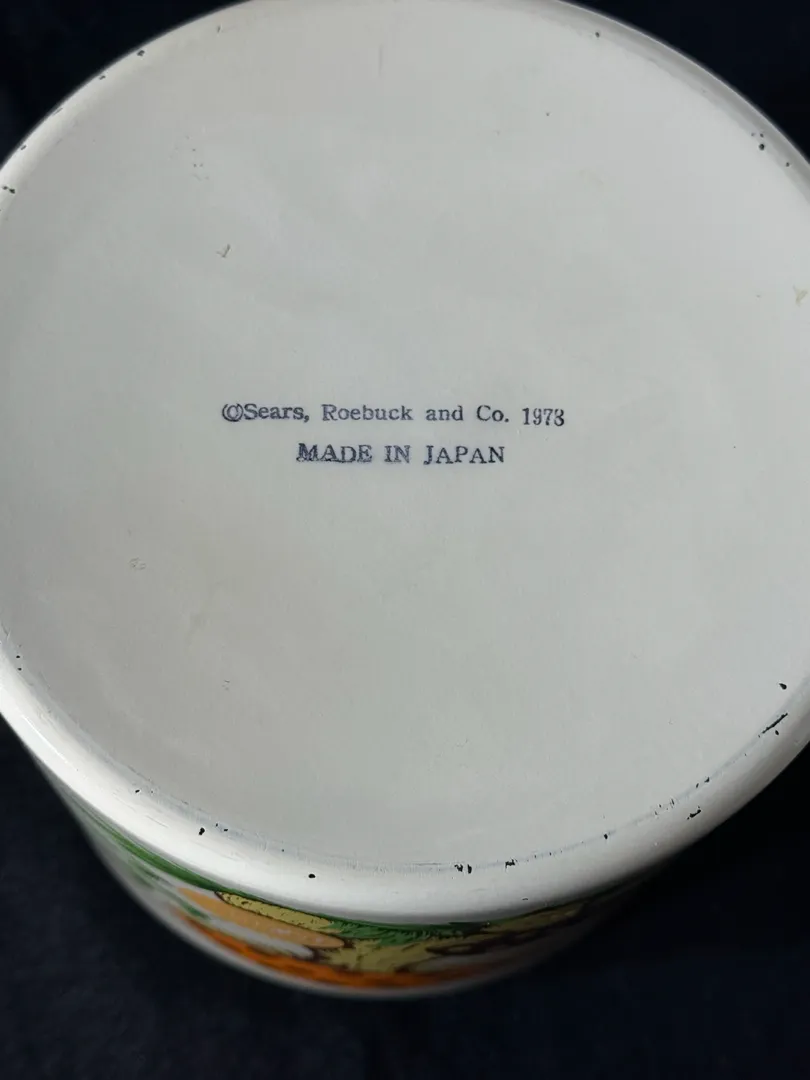 ©Sears, Roebuck and Co. 1978
MADE IN JAPAN